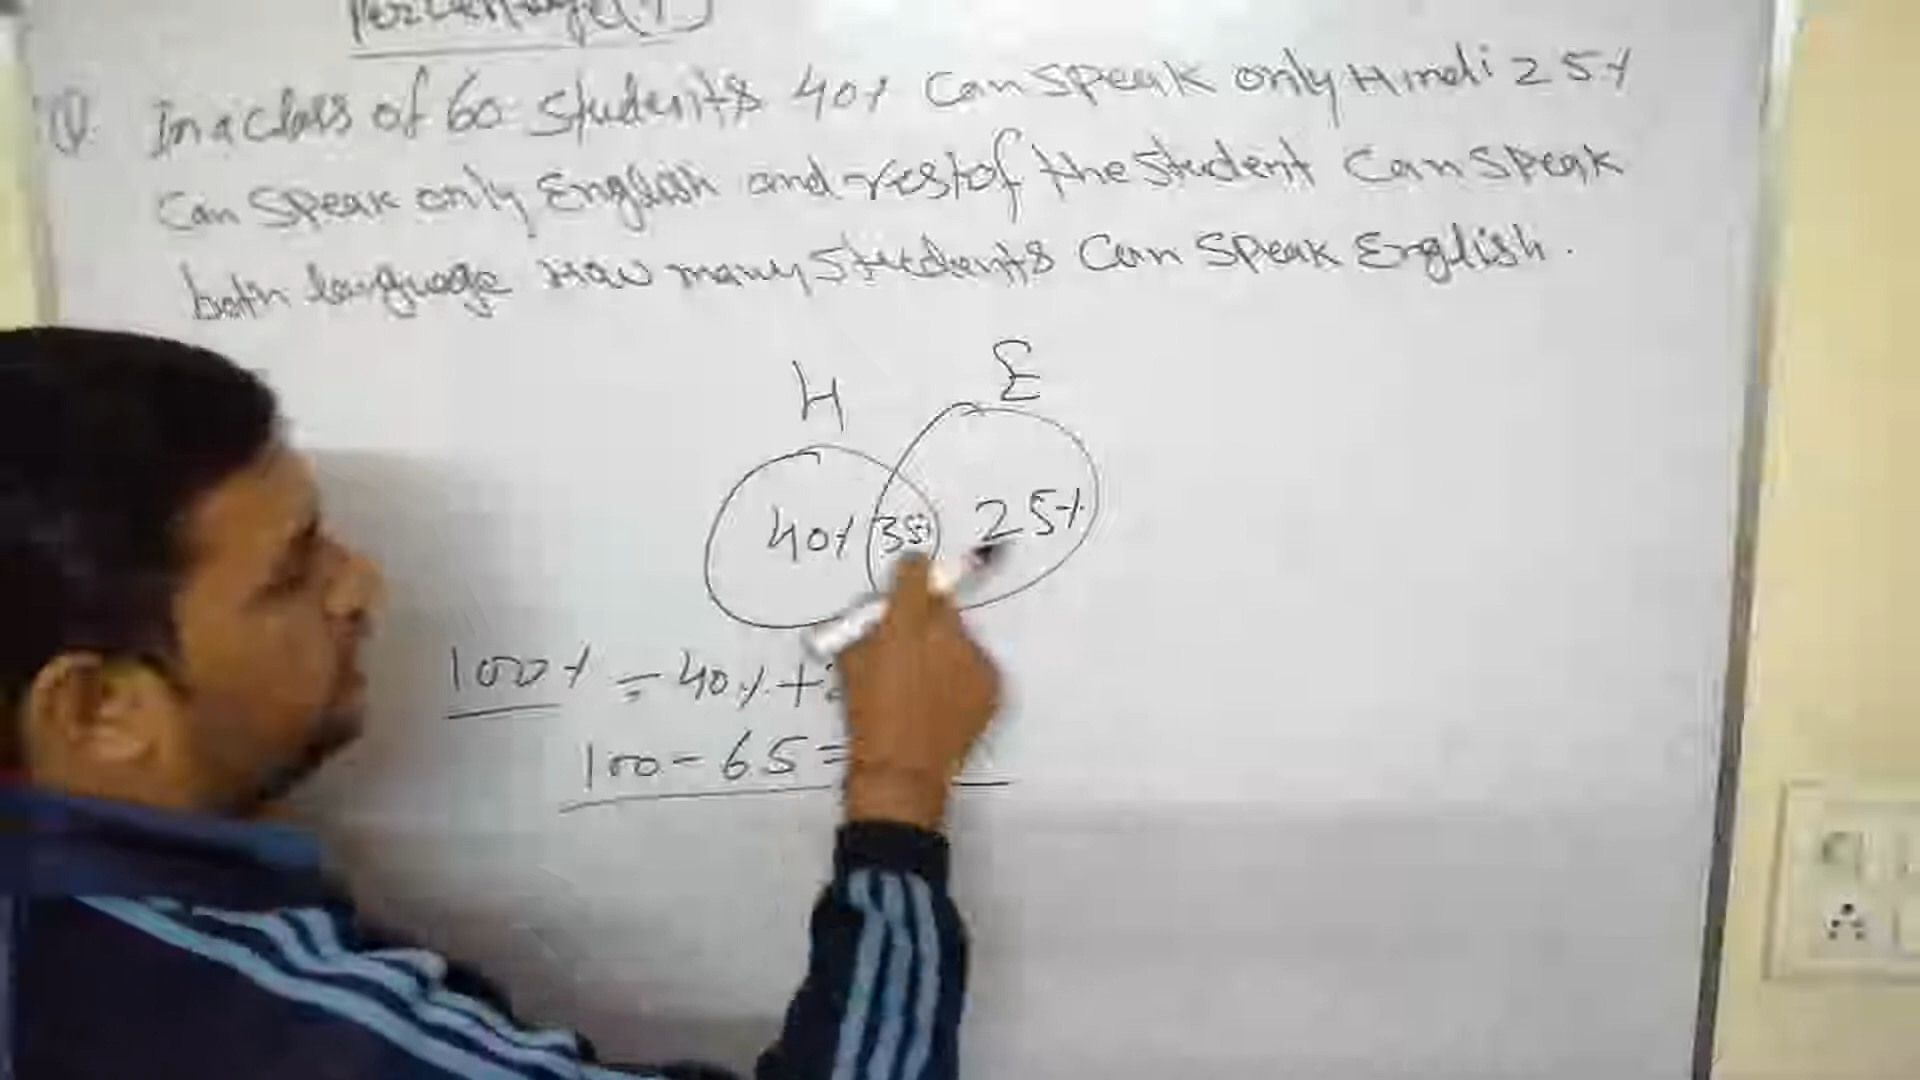 Percentage(%)
Q. In a class of 60 students 40% can speak only Hindi 25%
can speak only English and rest of the student can speak
both language How many students can speak English.
H E
40% 35% 25%
100% = 40% +
100 - 65 =